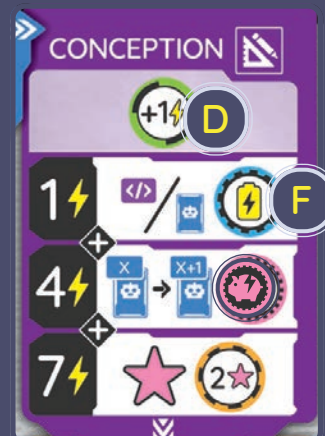 CONCEPTION
+1
D
1 </> / F
+
4 X → X+1
+
7 2